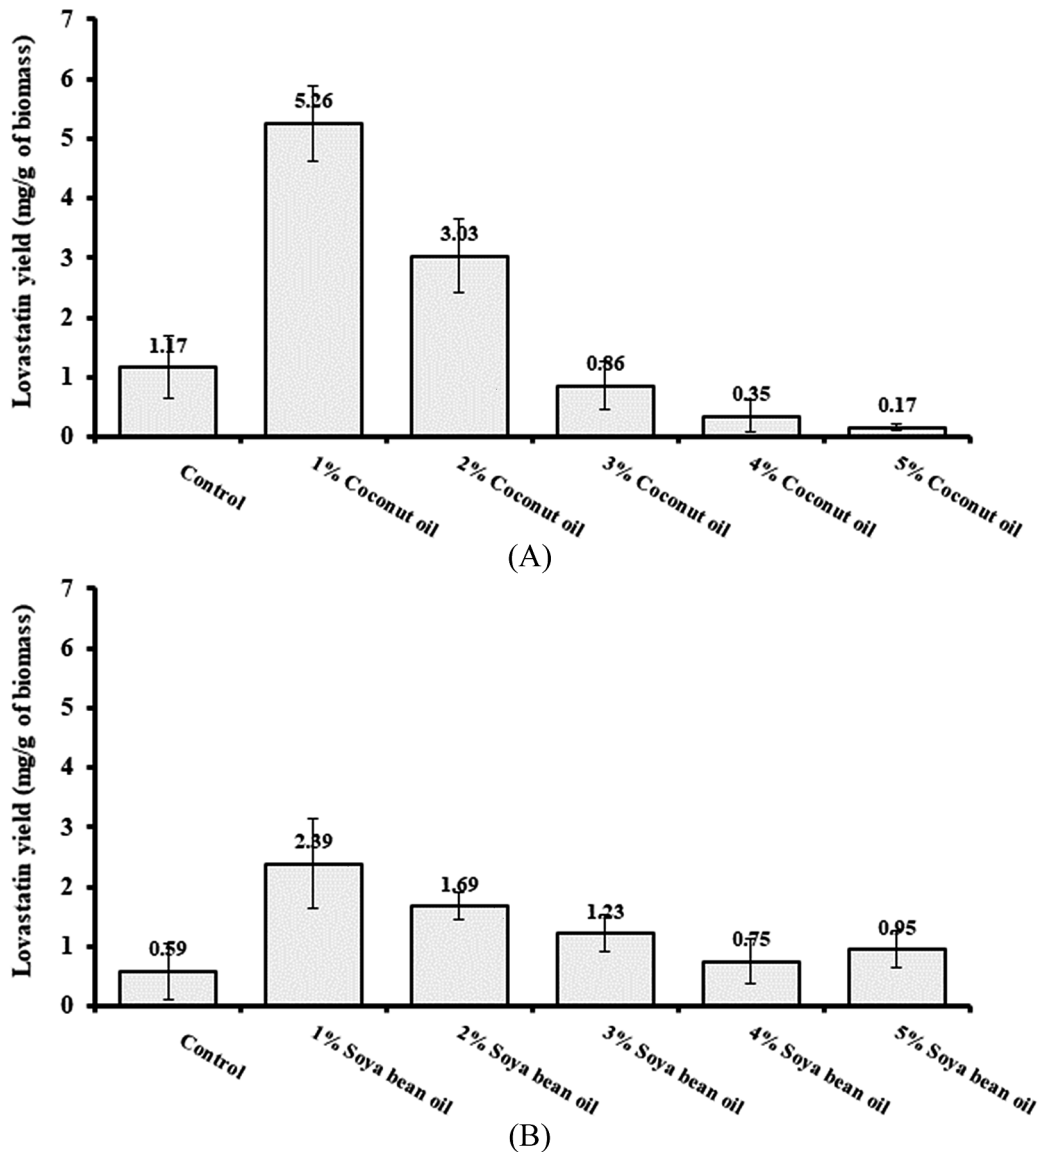 Lovastatin yield (mg/g of biomass)
7
6
5
4
3
2
1
0
1.17
5.26
3.03
0.86
0.35
0.17
Control
1% Coconut oil
2% Coconut oil
3% Coconut oil
4% Coconut oil
5% Coconut oil
(A)
Lovastatin yield (mg/g of biomass)
7
6
5
4
3
2
1
0
0.59
2.39
1.69
1.23
0.75
0.95
Control
1% Soya bean oil
2% Soya bean oil
3% Soya bean oil
4% Soya bean oil
5% Soya bean oil
(B)